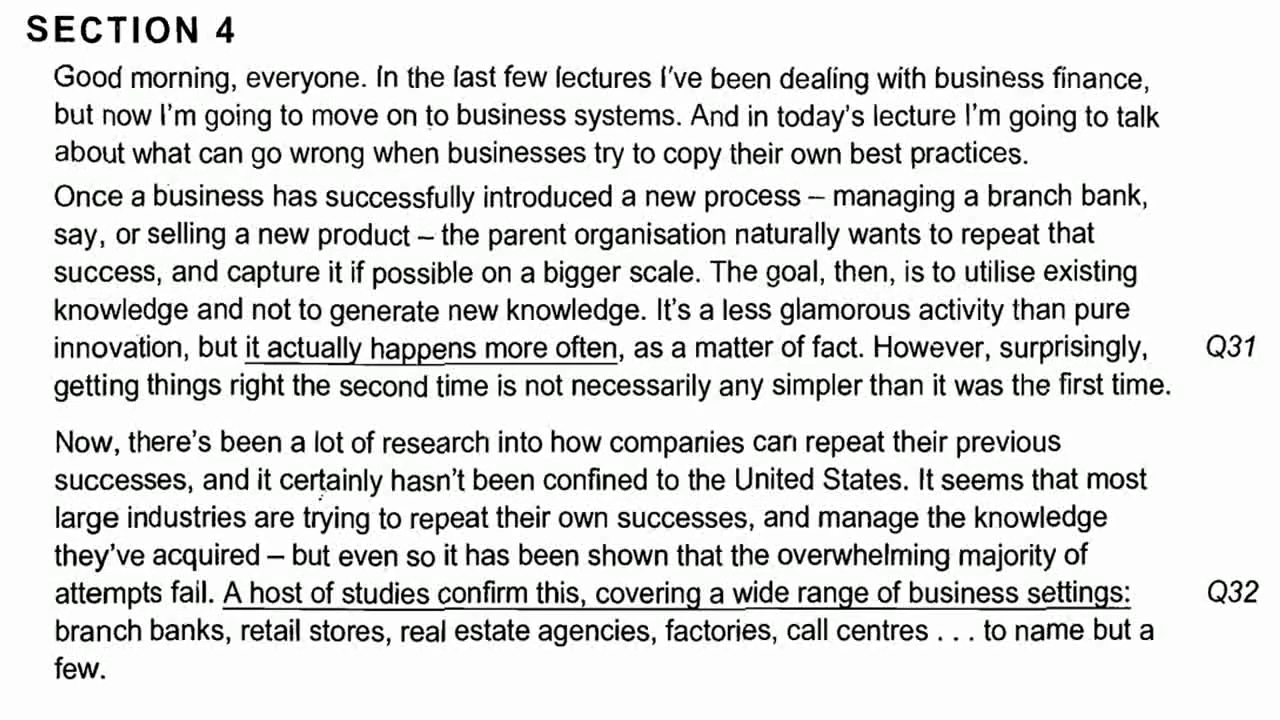 SECTION 4
Good morning, everyone. In the last few lectures I've been dealing with business finance,
but now I'm going to move on to business systems. And in today's lecture I'm going to talk
about what can go wrong when businesses try to copy their own best practices.
Once a business has successfully introduced a new process – managing a branch bank,
say, or selling a new product – the parent organisation naturally wants to repeat that
success, and capture it if possible on a bigger scale. The goal, then, is to utilise existing
knowledge and not to generate new knowledge. It's a less glamorous activity than pure
innovation, but it actually happens more often, as a matter of fact. However, surprisingly, Q31
getting things right the second time is not necessarily any simpler than it was the first time.
Now, there's been a lot of research into how companies can repeat their previous
successes, and it certainly hasn't been confined to the United States. It seems that most
large industries are trying to repeat their own successes, and manage the knowledge
they've acquired – but even so it has been shown that the overwhelming majority of
attempts fail. A host of studies confirm this, covering a wide range of business settings: Q32
branch banks, retail stores, real estate agencies, factories, call centres . . . to name but a
few.